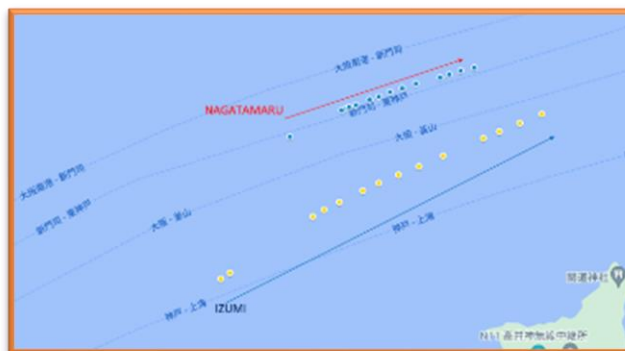 大阪南港 - 新門司
NAGATAMARU
新門司 - 東神戸
大阪 - 釜山
大阪南港 - 新門司
新門司 - 東神戸
大阪 - 釜山
神戸 - 上海
神戸 - 上海
IZUMI